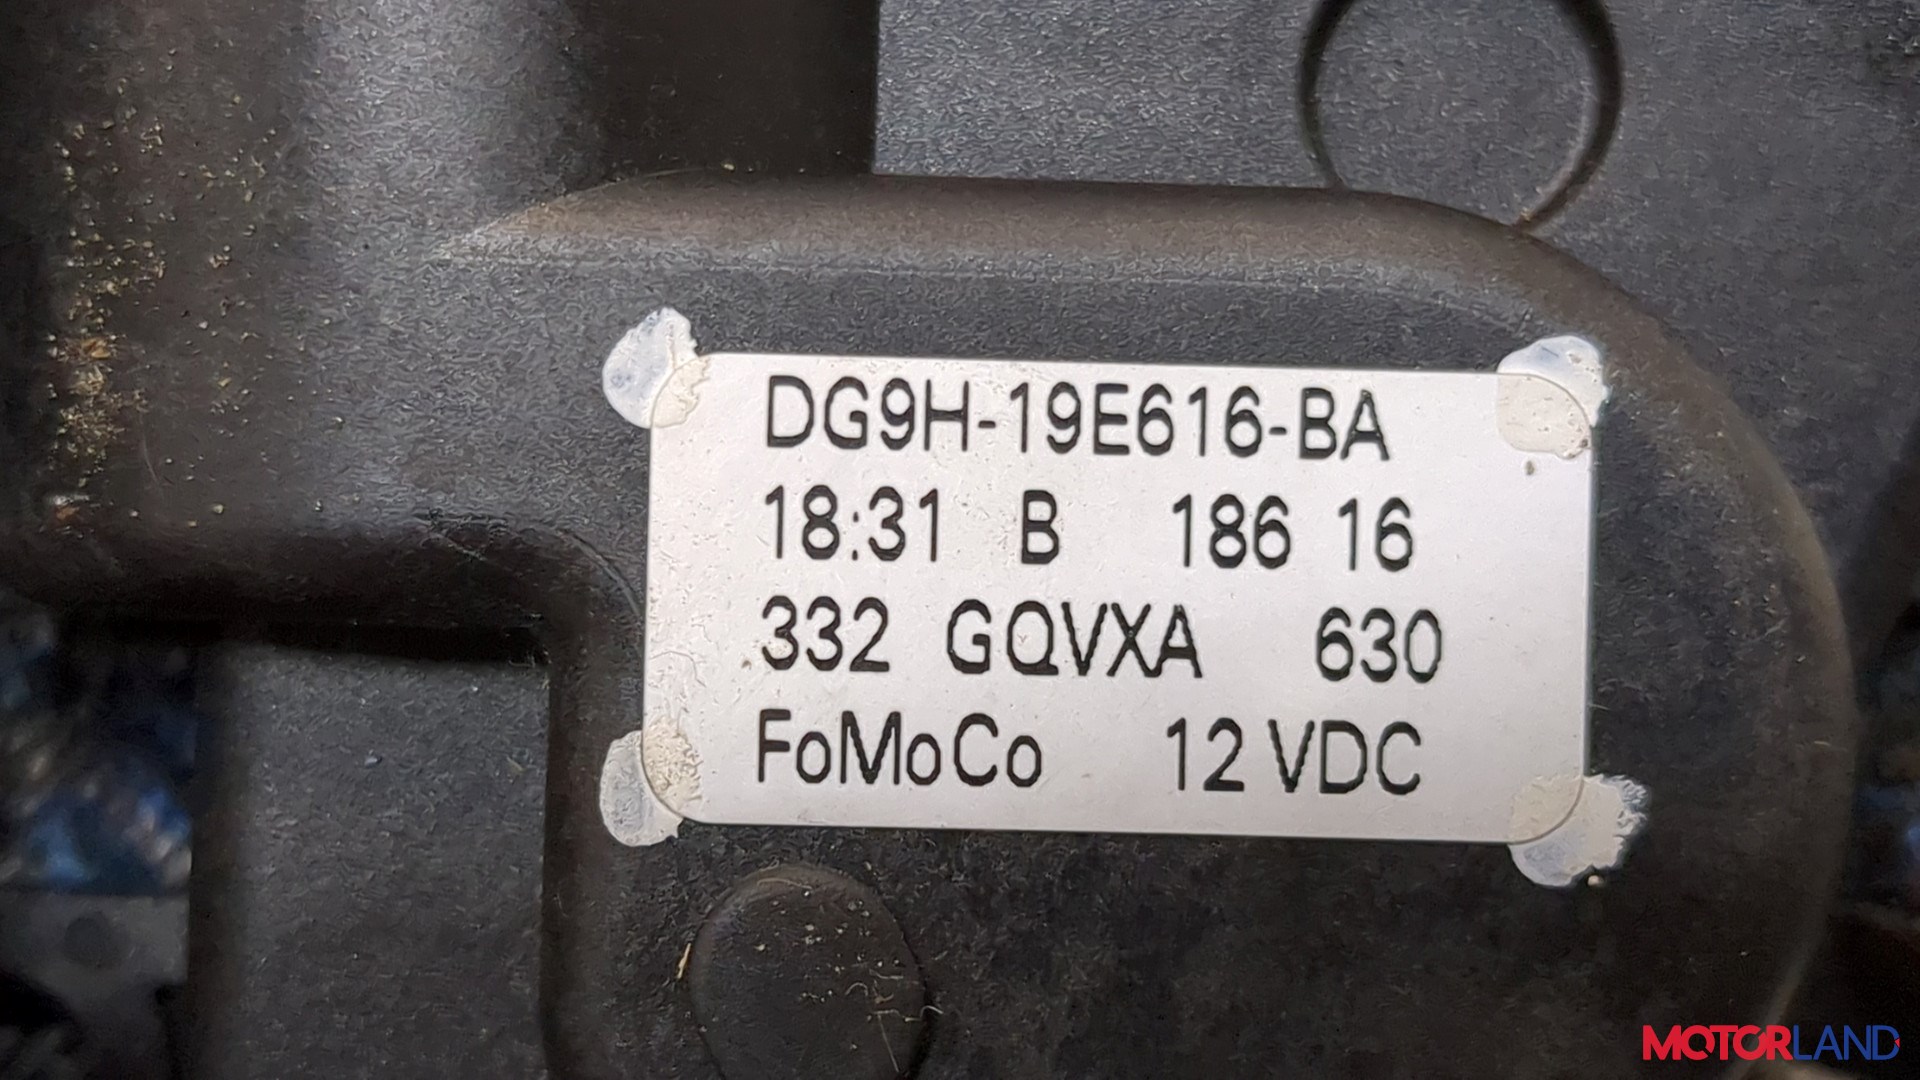 DG9H-19E616-BA
18:31 B 186 16
332 GQVXA 630
FoMoCo 12 VDC
MOTORLAND